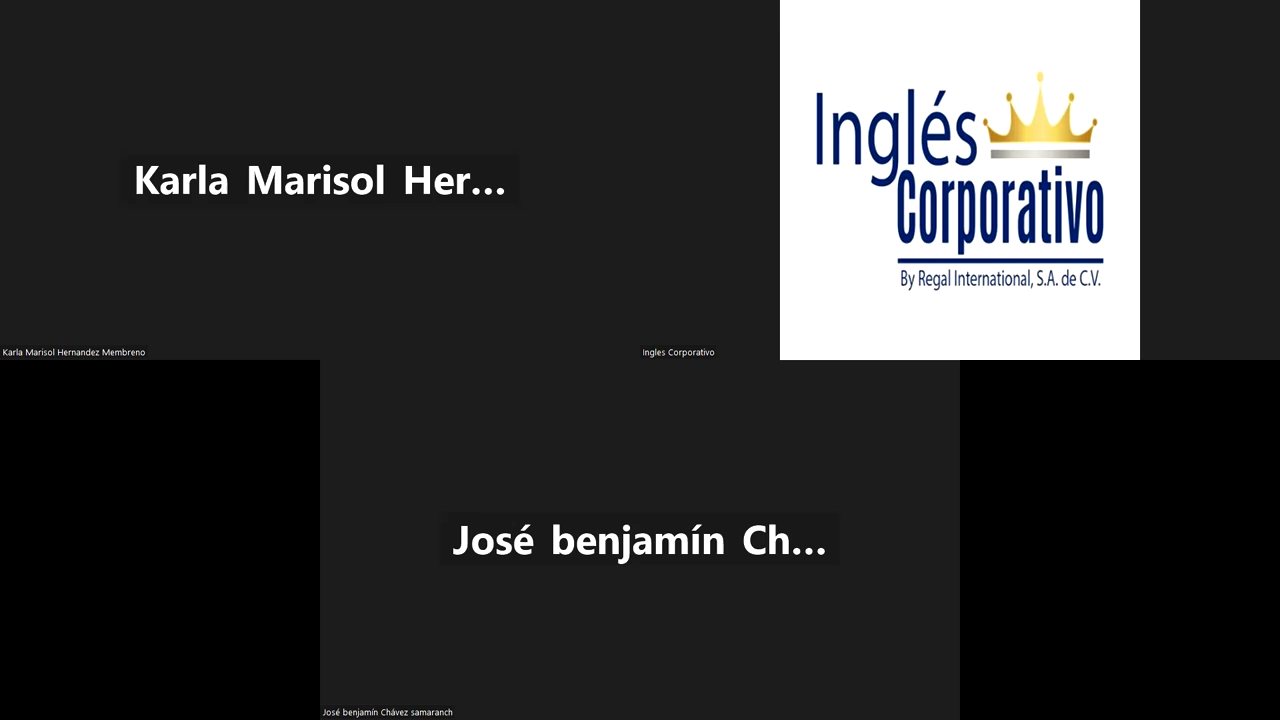 Karla Marisol Her...
Inglés
Corporativo
By Regal International, S.A. de C.V.
Karla Marisol Hernandez Membreno
Ingles Corporativo
José benjamín Ch...
José benjamín Chávez samaranch